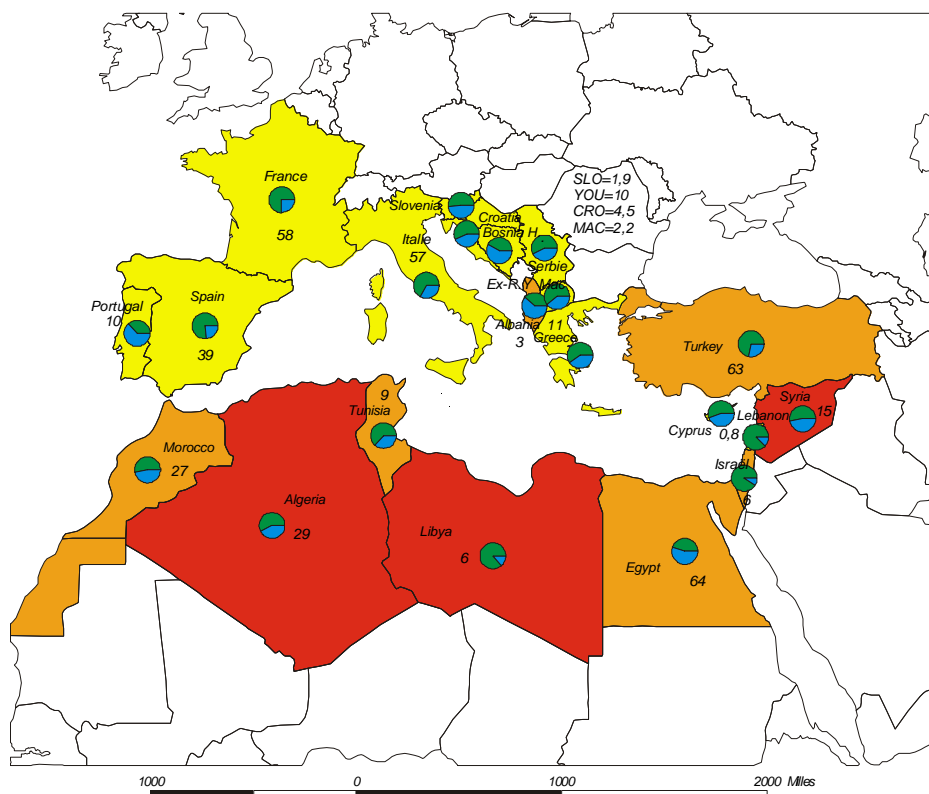 France
58
SLO=1,9
YOU=10
CRO=4,5
MAC=2,2
Slovenia
Croatia
Bosnia H.
Italie
57
Serbie
Ex-R.Y. Mac.
Portugal
10
Spain
39
Albania
3
11
Greece
Turkey
63
Syria
15
Lebanon
Cyprus
0,8
Israël
6
9
Tunisia
Morocco
27
Algeria
29
Libya
6
Egypt
64
1000 0 1000 2000 Milles